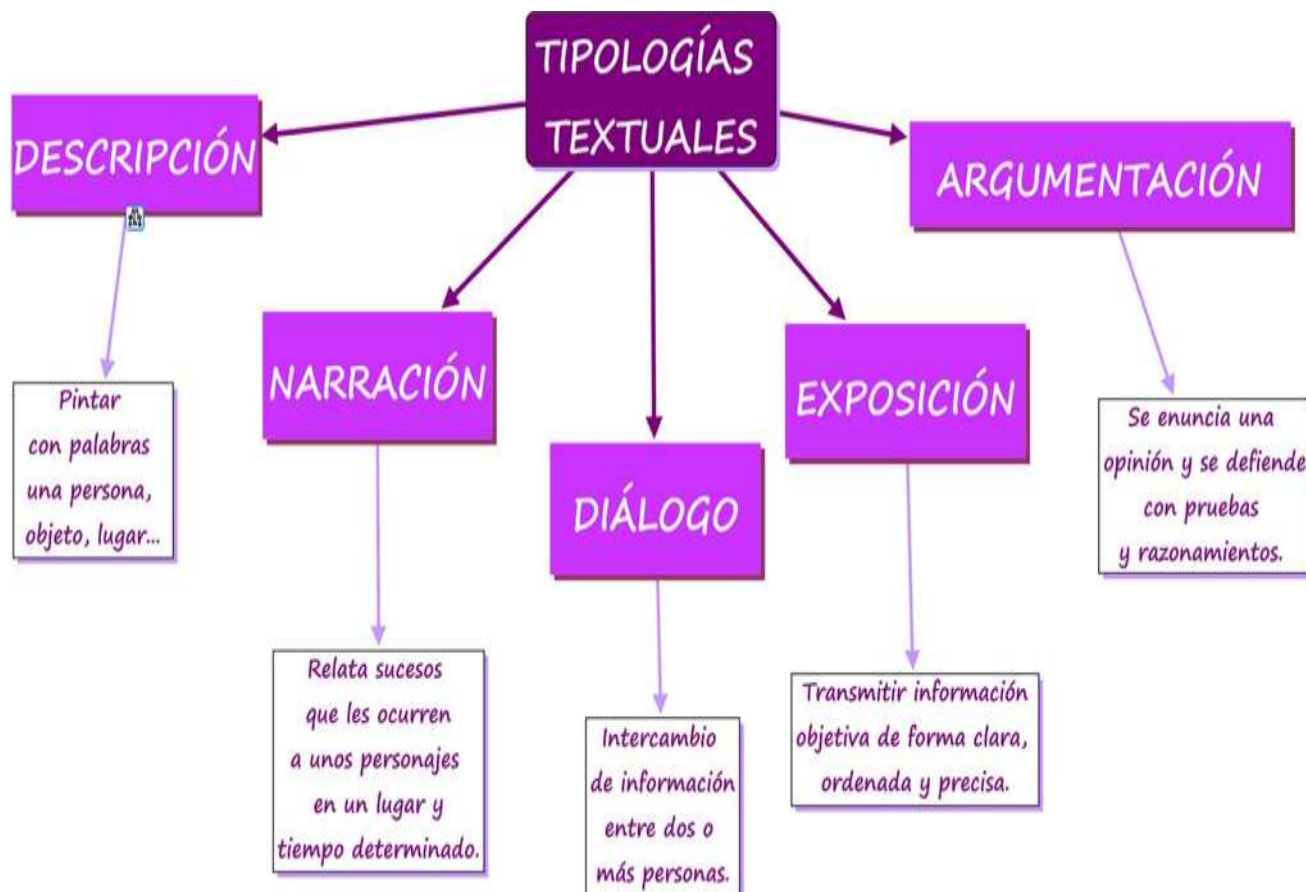 TIPOLOGÍAS
TEXTUALES
DESCRIPCIÓN
Pintar
con palabras
una persona,
objeto, lugar...
NARRACIÓN
Relata sucesos
que les ocurren
a unos personajes
en un lugar y
tiempo determinado.
DIÁLOGO
Intercambio
de información
entre dos o
más personas.
EXPOSICIÓN
Transmitir información
objetiva de forma clara,
ordenada y precisa.
ARGUMENTACIÓN
Se enuncia una
opinión y se defiende
con pruebas
y razonamientos.